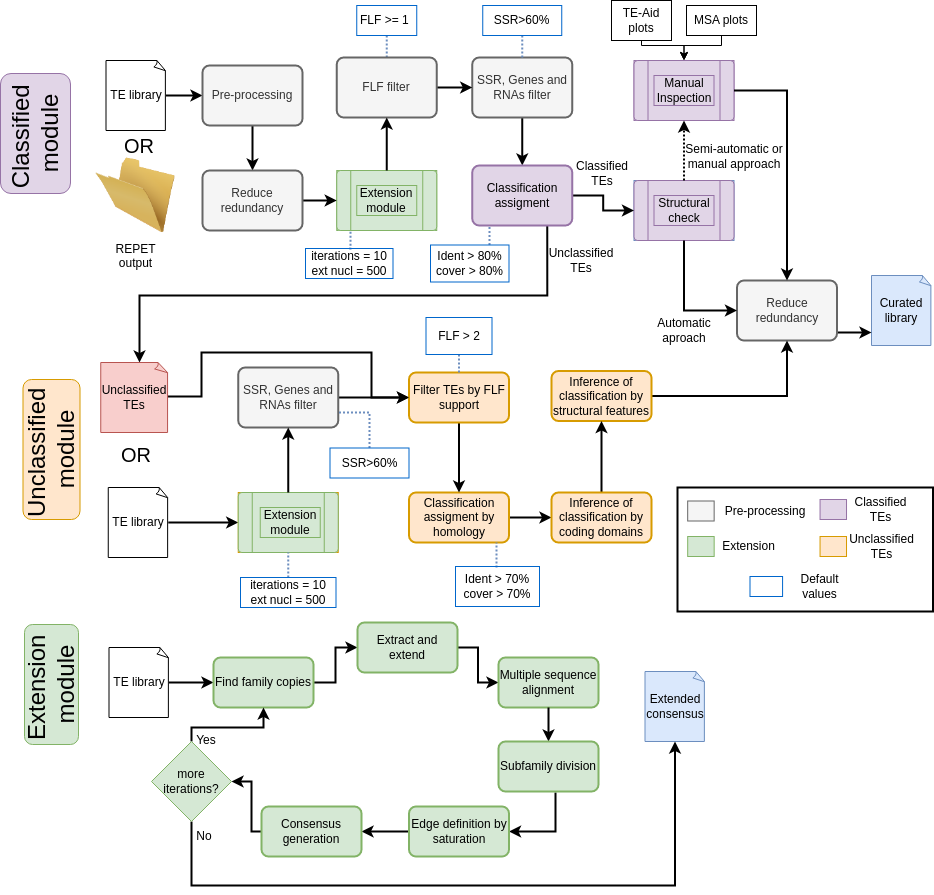 Classified
module
TE library
OR
REPET
output
Pre-processing
Reduce
redundancy
FLF >= 1
FLF filter
Extension
module
iterations = 10
ext nucl = 500
SSR>60%
SSR, Genes and
RNAs filter
Classification
assigment
Ident > 80%
cover > 80%
Classified
TEs
Unclassified
TEs
TE-Aid
plots
MSA plots
Manual
Inspection
Semi-automatic or
manual approach
Structural
check
Automatic
aproach
Reduce
redundancy
Curated
library
Unclassified
module
Unclassified
TEs
OR
TE library
SSR, Genes and
RNAs filter
SSR>60%
Extension
module
iterations = 10
ext nucl = 500
FLF > 2
Filter TEs by FLF
support
Classification
assigment by
homology
Ident > 70%
cover > 70%
Inference of
classification by
structural features
Inference of
classification by
coding domains
Pre-processing
Classified
TEs
Extension
Unclassified
TEs
Default
values
Extension
module
TE library
Find family copies
Extract and
extend
Multiple sequence
alignment
Subfamily division
Edge definition by
saturation
Consensus
generation
more
iterations?
Yes
No
Extended
consensus